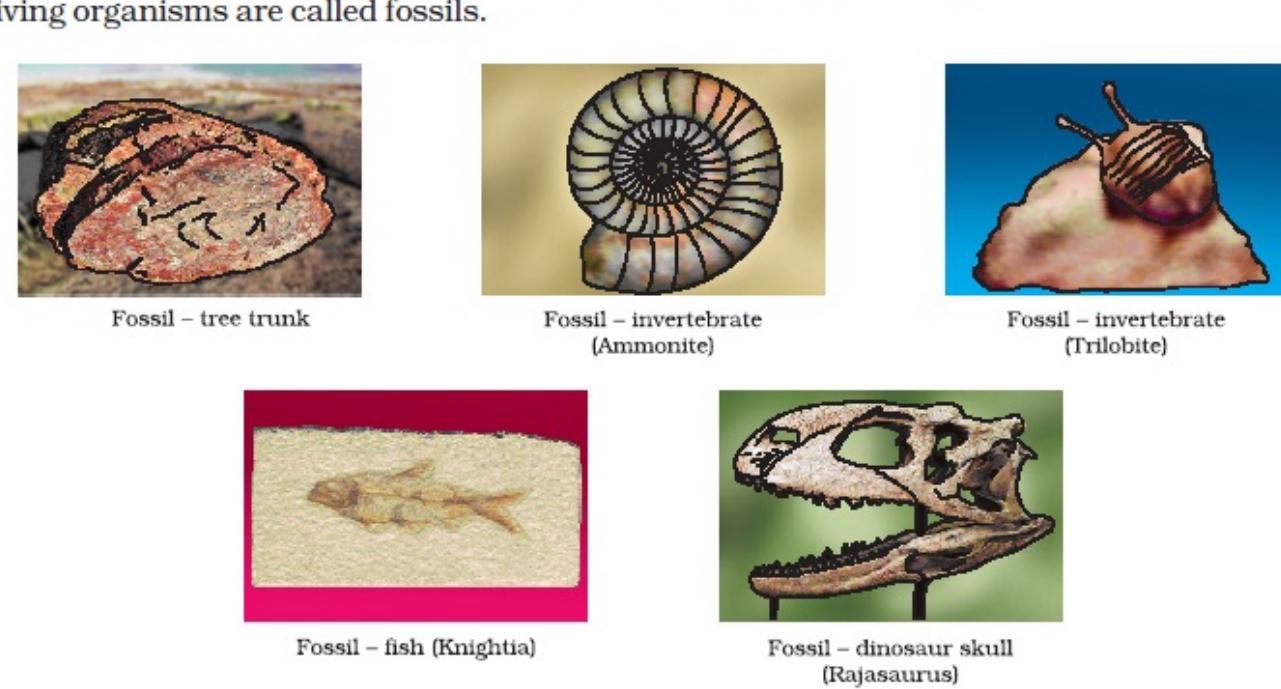 iving organisms are called fossils.
Fossil – tree trunk
Fossil – invertebrate
(Ammonite)
Fossil – invertebrate
(Trilobite)
Fossil – fish (Knightia)
Fossil – dinosaur skull
(Rajasaurus)